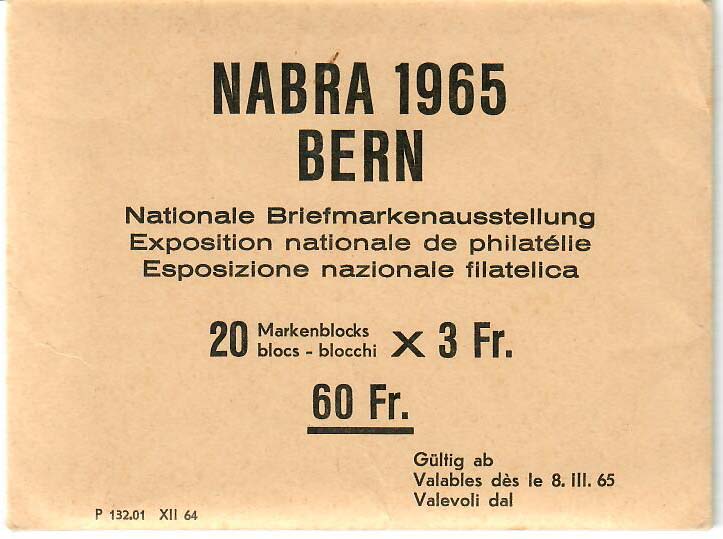 NABRA 1965
BERN
Nationale Briefmarkenausstellung
Exposition nationale de philatélie
Esposizione nazionale filatelica
20 Markenblocks blocs - blocchi X 3 Fr.
60 Fr.
Gültig ab
Valables dès le 8. III. 65
Valevoli dal
P 132.01 XII 64